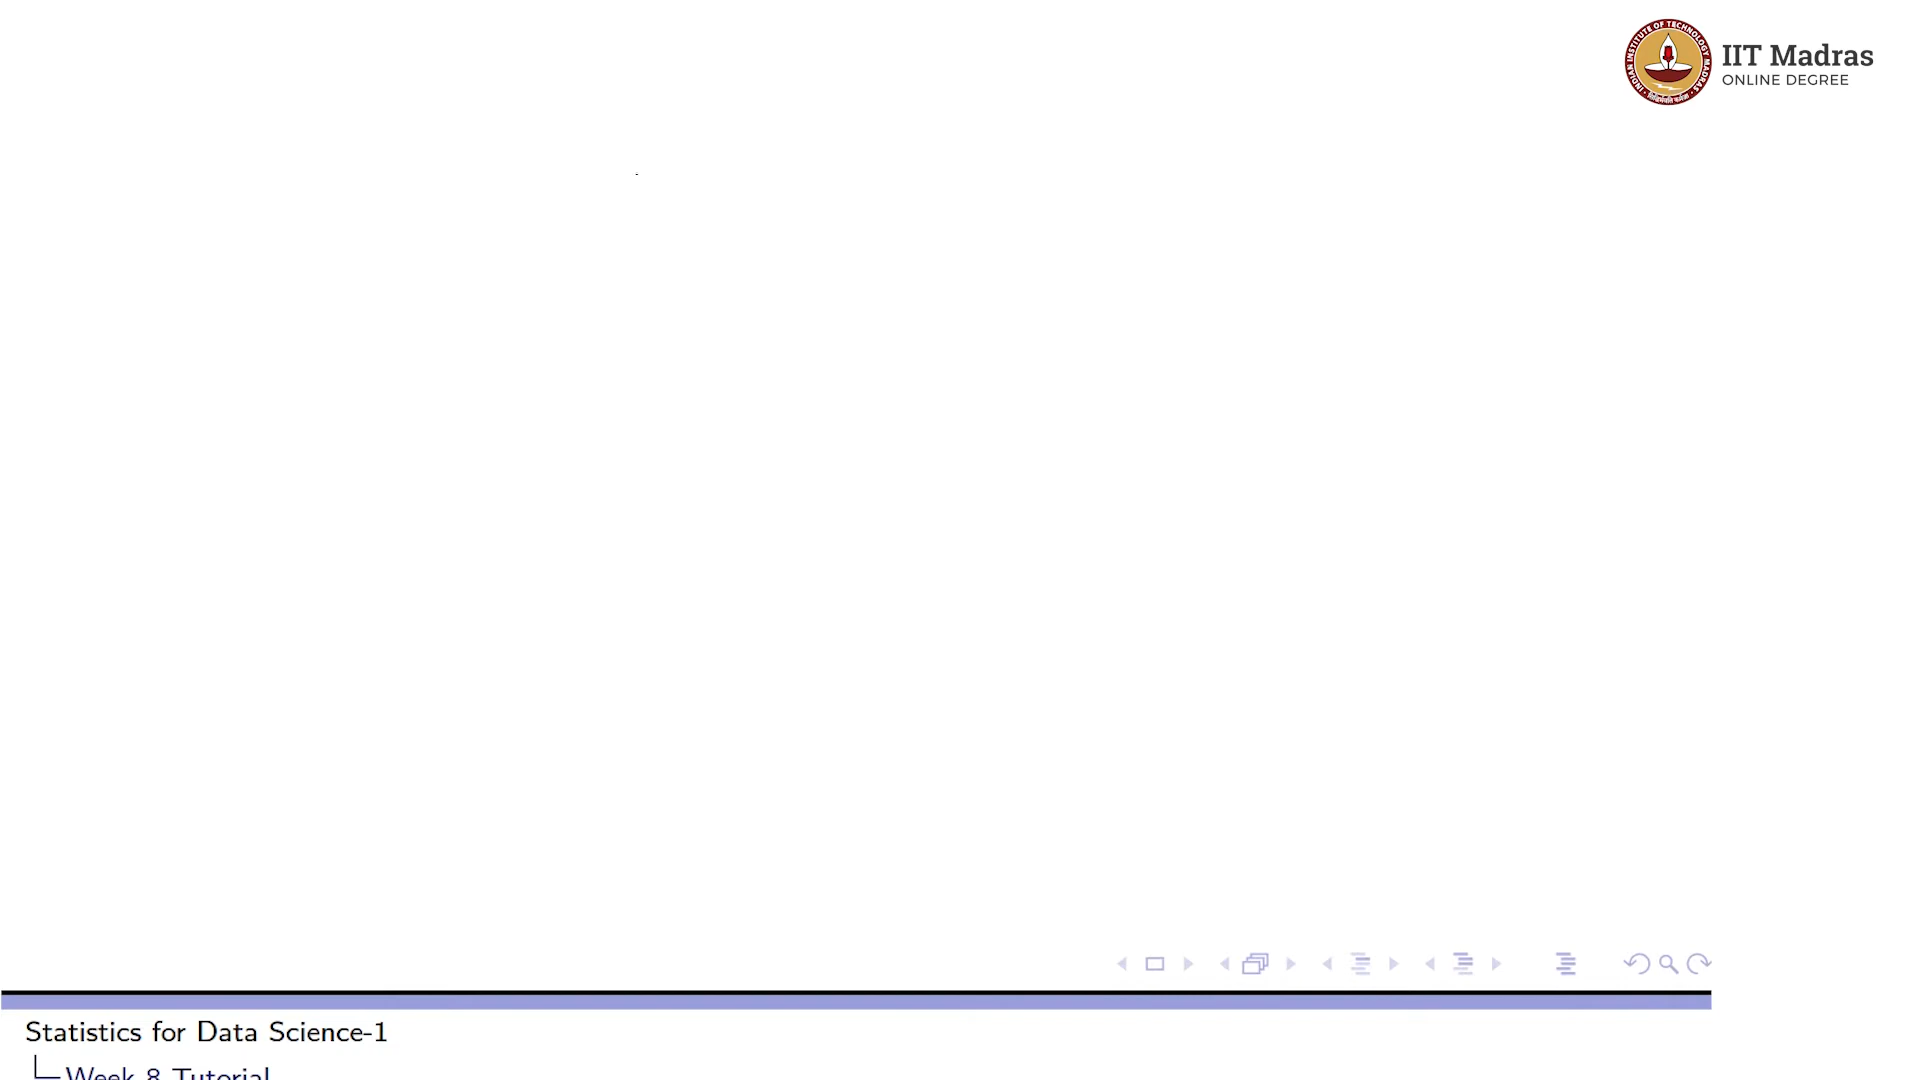 IIT Madras
ONLINE DEGREE
Statistics for Data Science-1
Week 8 Tutorial